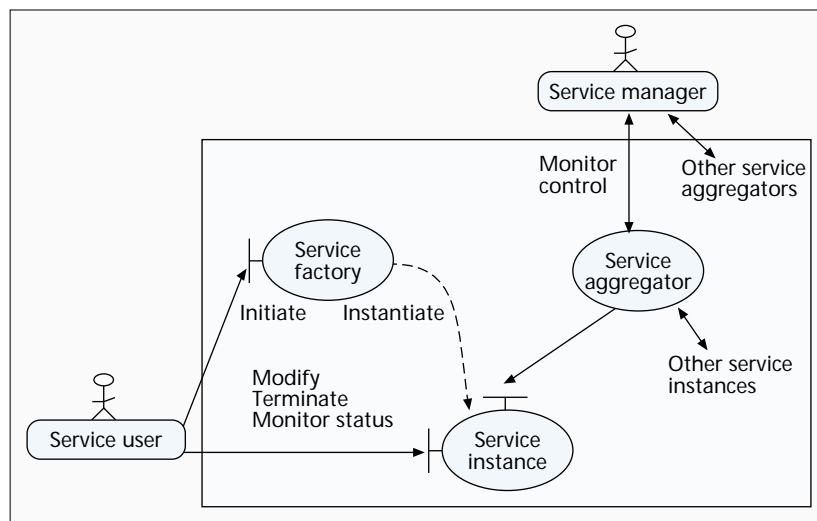 Service manager
Monitor
control
Other service
aggregators
Service
factory
Service
aggregator
Initiate
Instantiate
Other service
instances
Modify
Terminate
Monitor status
Service user
Service
instance